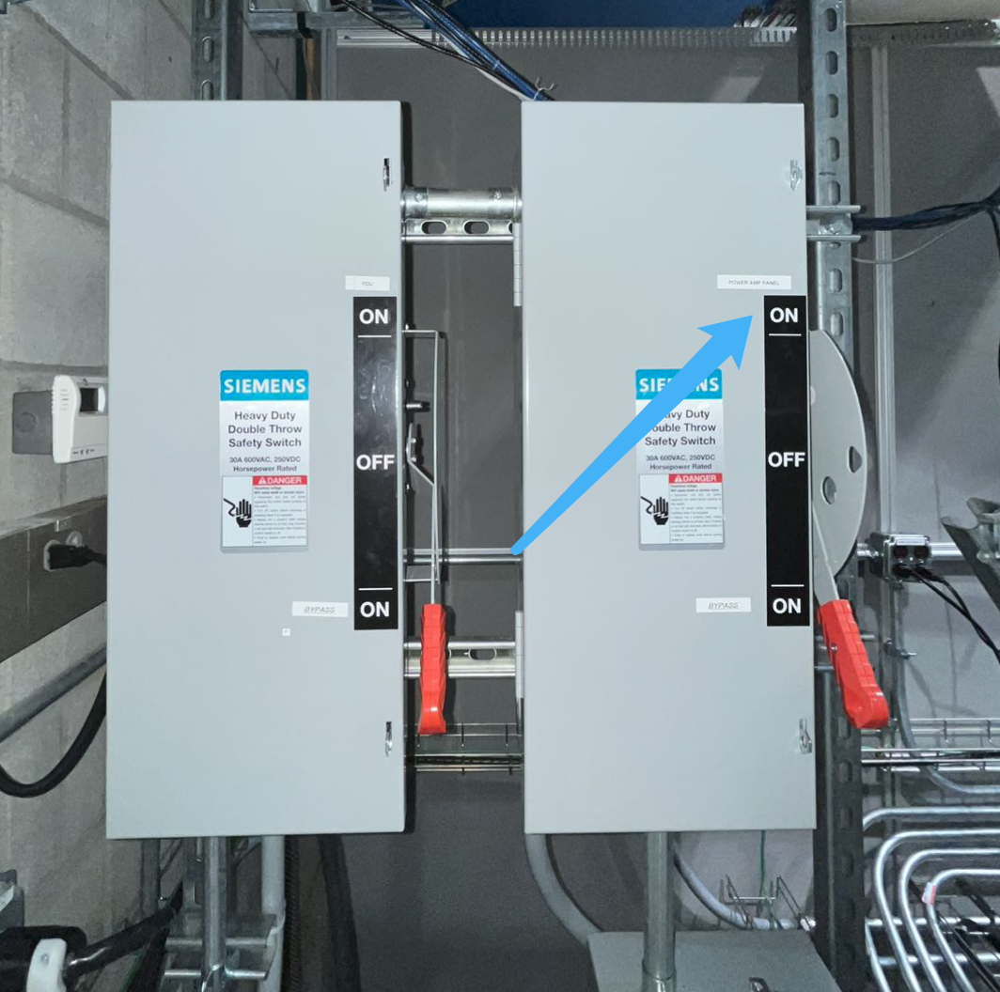 PDU
ON
OFF
ON
BYPASS
SIEMENS
Heavy Duty
Double Throw
Safety Switch
30A 600VAC, 250VDC
Horsepower Rated
DANGER
POWER AMP PANEL
ON
OFF
ON
BYPASS
SIEMENS
Heavy Duty
Double Throw
Safety Switch
30A 600VAC, 250VDC
Horsepower Rated
DANGER